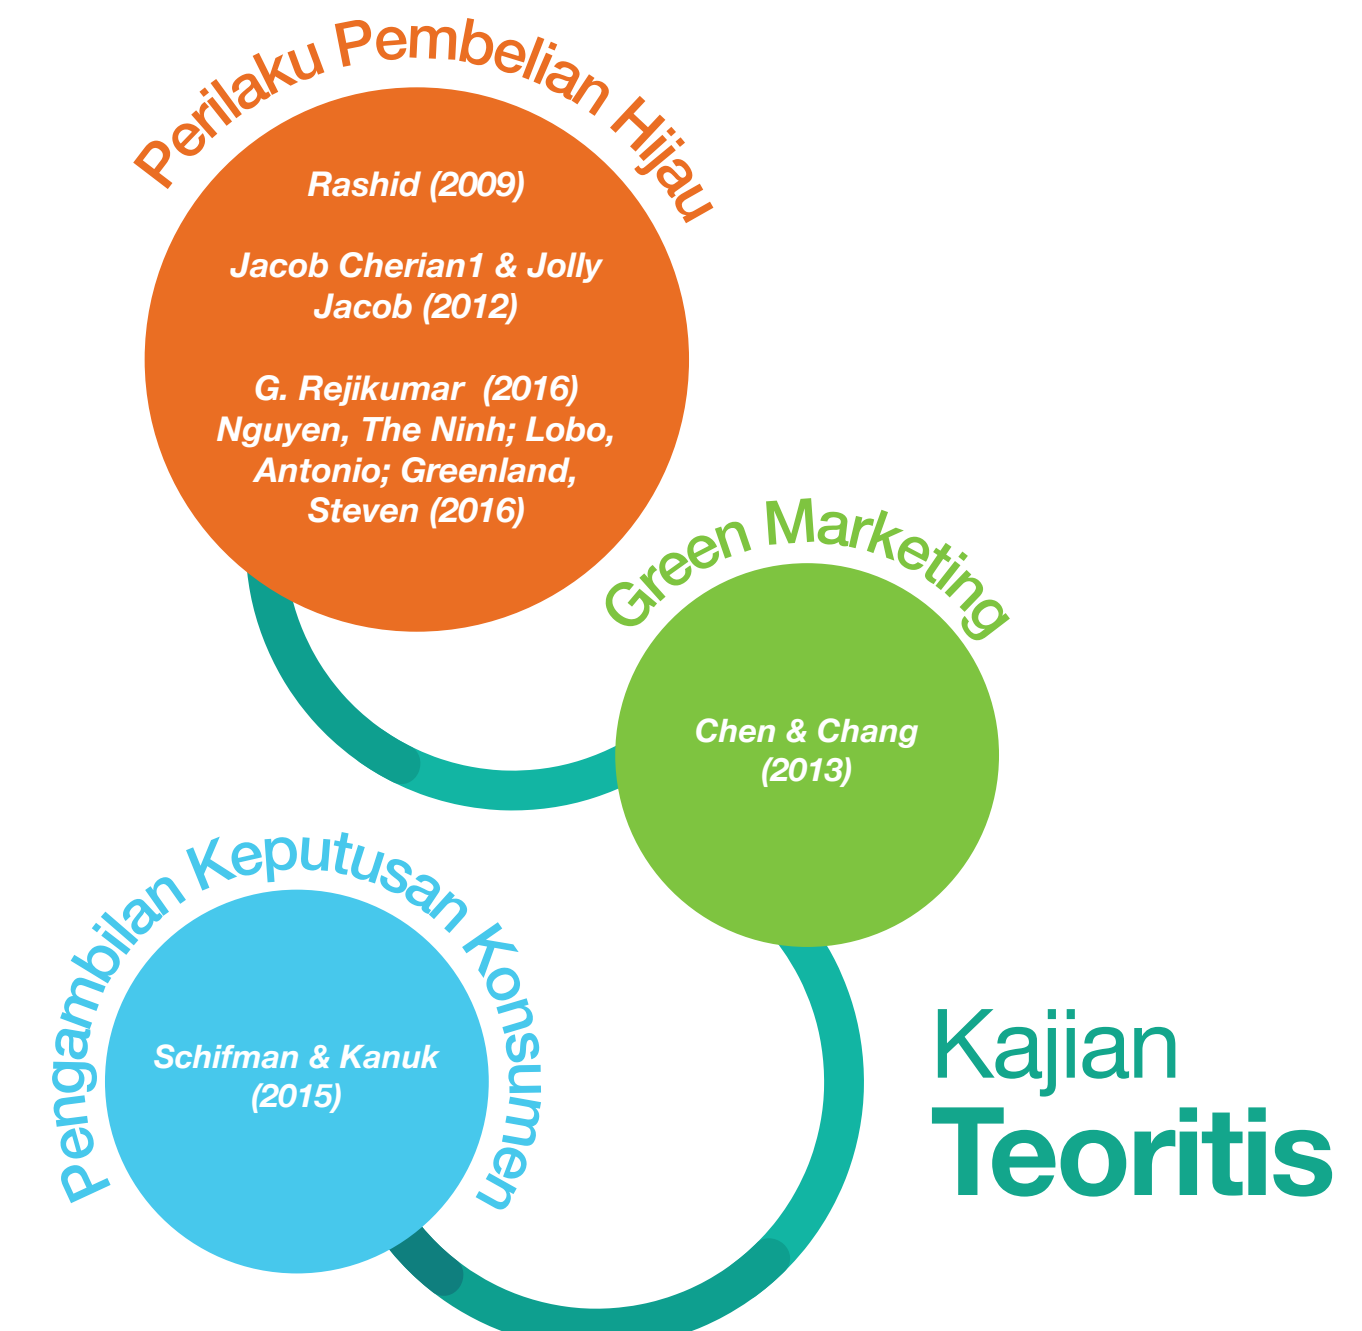 Perilaku Pembelian Hijau
Rashid (2009)
Jacob Cherian1 & Jolly
Jacob (2012)
G. Rejikumar (2016)
Nguyen, The Ninh; Lobo,
Antonio; Greenland,
Steven (2016)
Green Marketing
Chen & Chang
(2013)
Pengambilan Keputusan Konsumen
Schifman & Kanuk
(2015)
Kajian
Teoritis